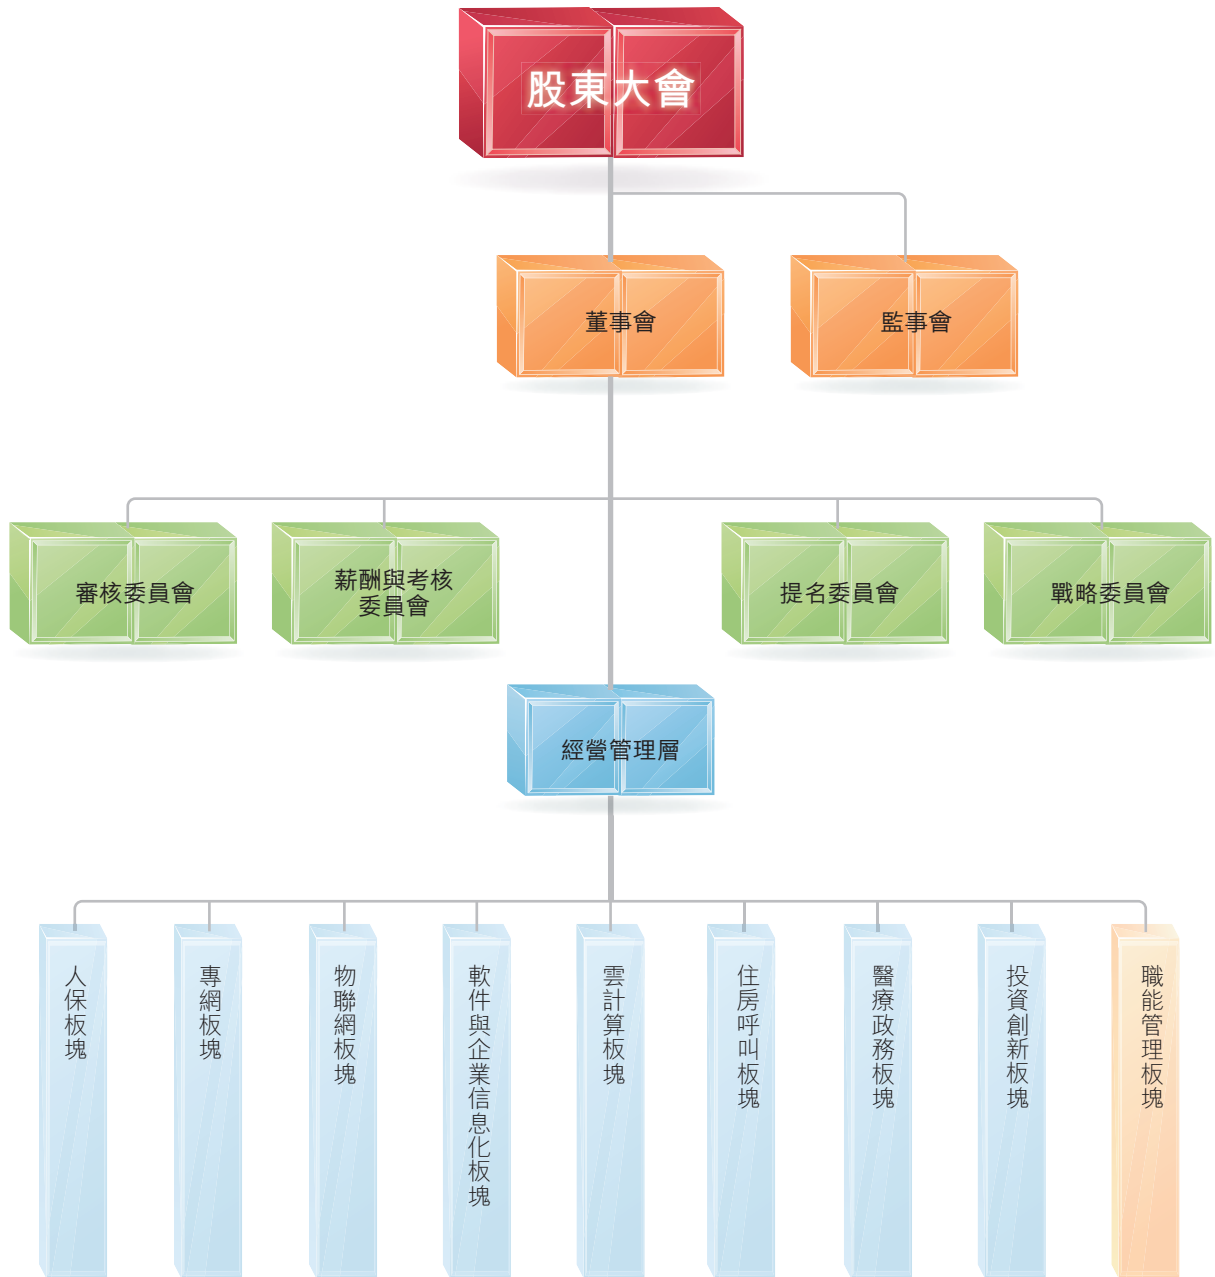 股東大會
董事會
監事會
審核委員會
薪酬與考核
委員會
提名委員會
戰略委員會
經營管理層
人保板塊
專網板塊
物聯網板塊
軟件與企業信息化板塊
雲計算板塊
住房呼叫板塊
醫療政務板塊
投資創新板塊
職能管理板塊